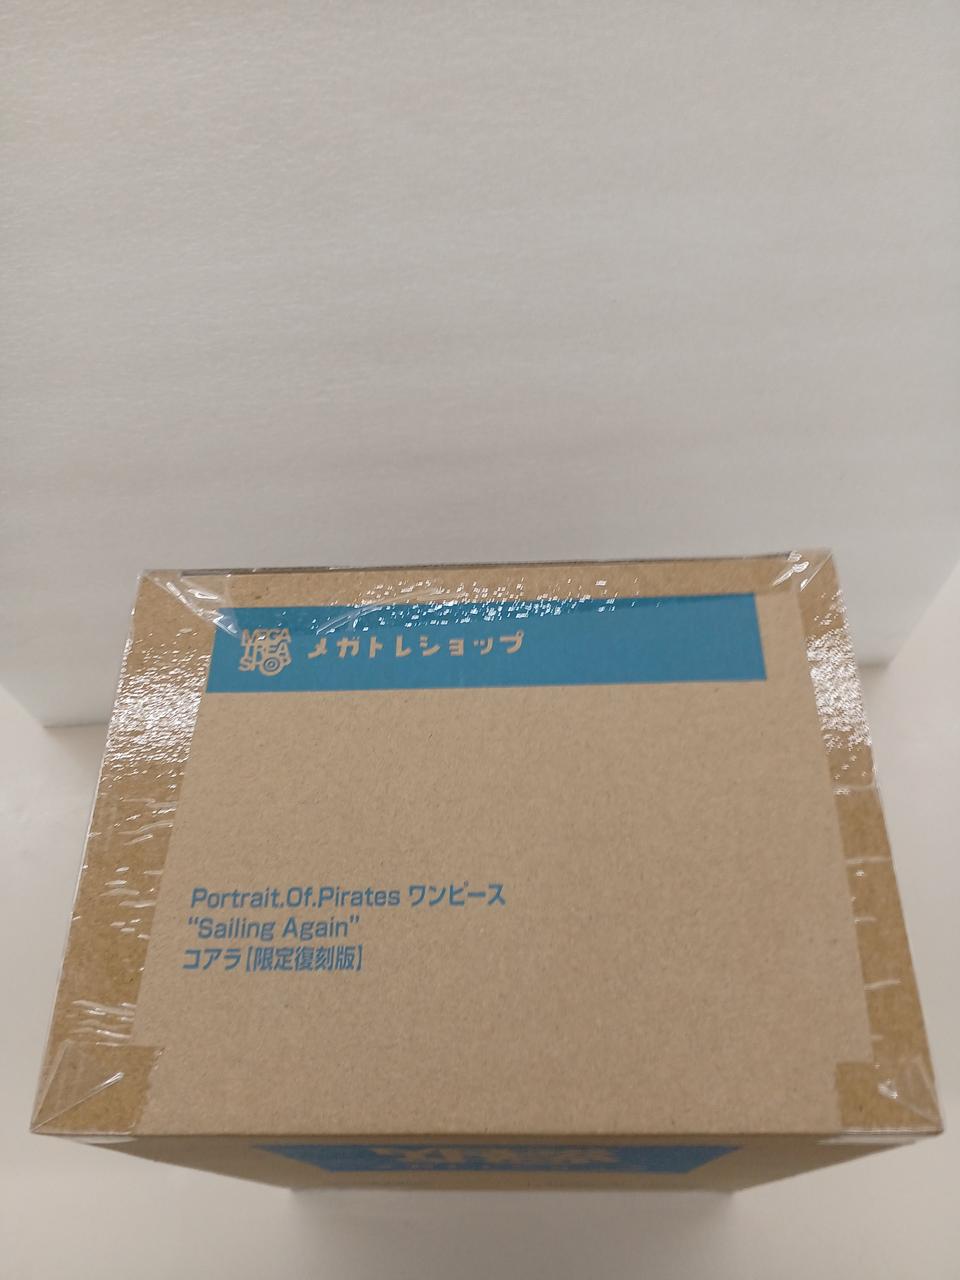 MEGA
TREA
SHOP
メガトレショップ
Portrait.Of.Pirates ワンピース
“Sailing Again”
コアラ【限定復刻版】